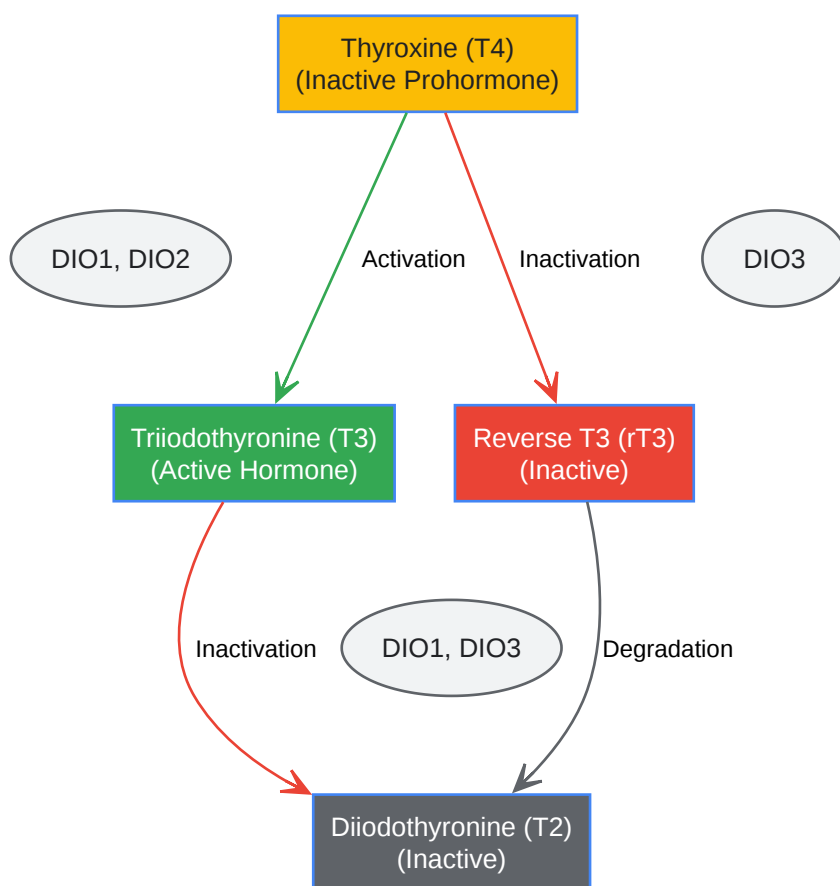 Thyroxine (T4)
(Inactive Prohormone)
DIO1, DIO2
Activation
Inactivation
DIO3
Triiodothyronine (T3)
(Active Hormone)
Reverse T3 (rT3)
(Inactive)
Inactivation
DIO1, DIO3
Degradation
Diiodothyronine (T2)
(Inactive)